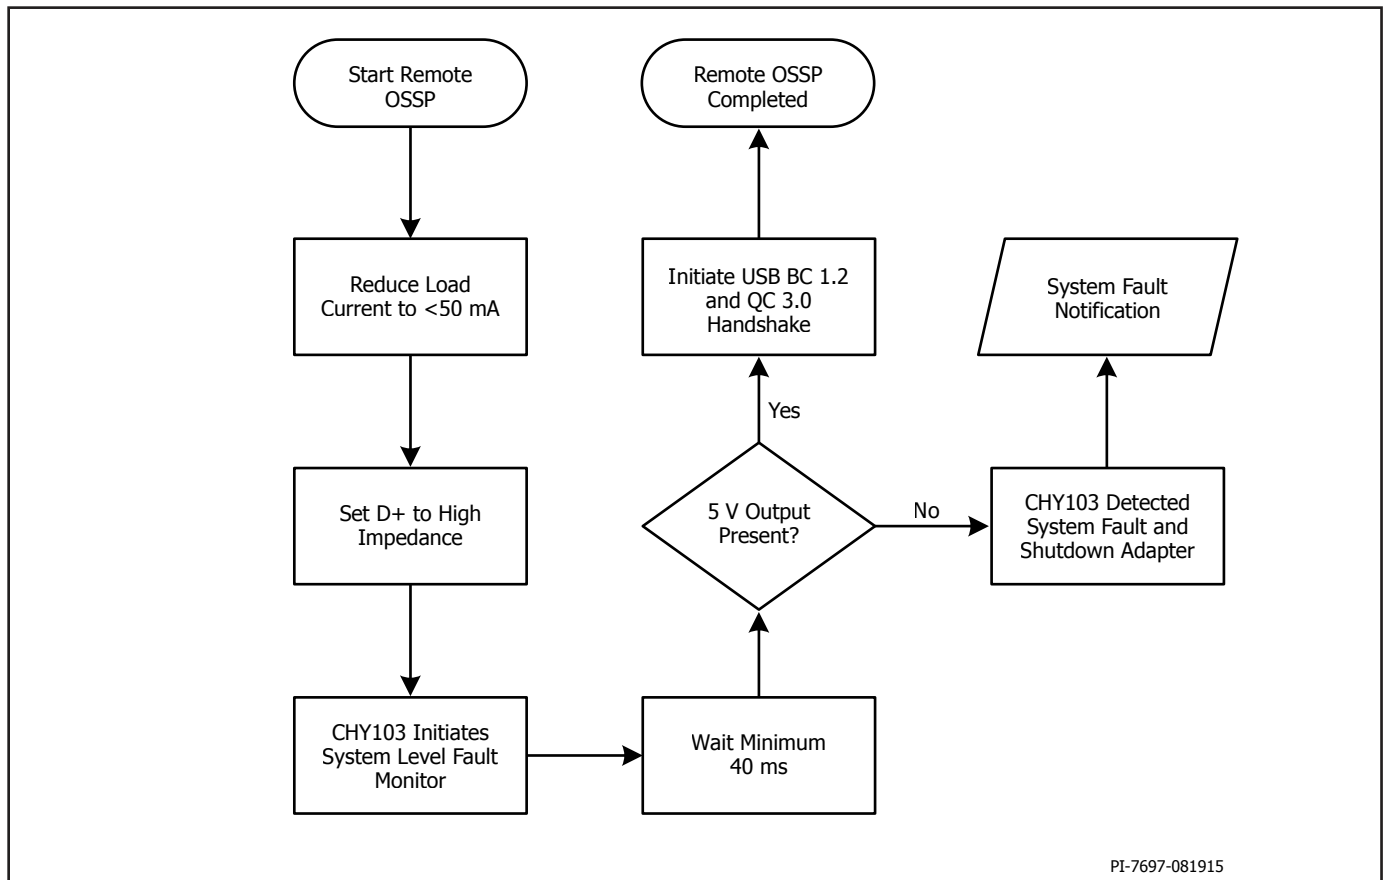 Start Remote
OSSP
Reduce Load
Current to <50 mA
Set D+ to High
Impedance
CHY103 Initiates
System Level Fault
Monitor
Wait Minimum
40 ms
5 V Output
Present?
Yes
No
Initiate USB BC 1.2
and QC 3.0
Handshake
Remote OSSP
Completed
CHY103 Detected
System Fault and
Shutdown Adapter
System Fault
Notification
PI-7697-081915